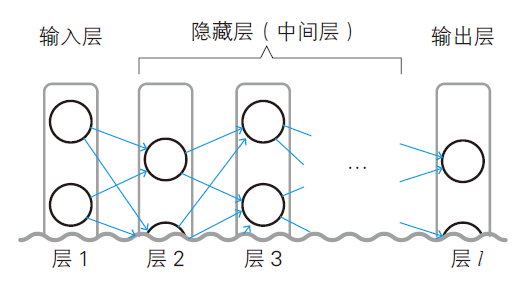 输入层
隐藏层（中间层）
输出层
…
层 1
层 2
层 3
层 l